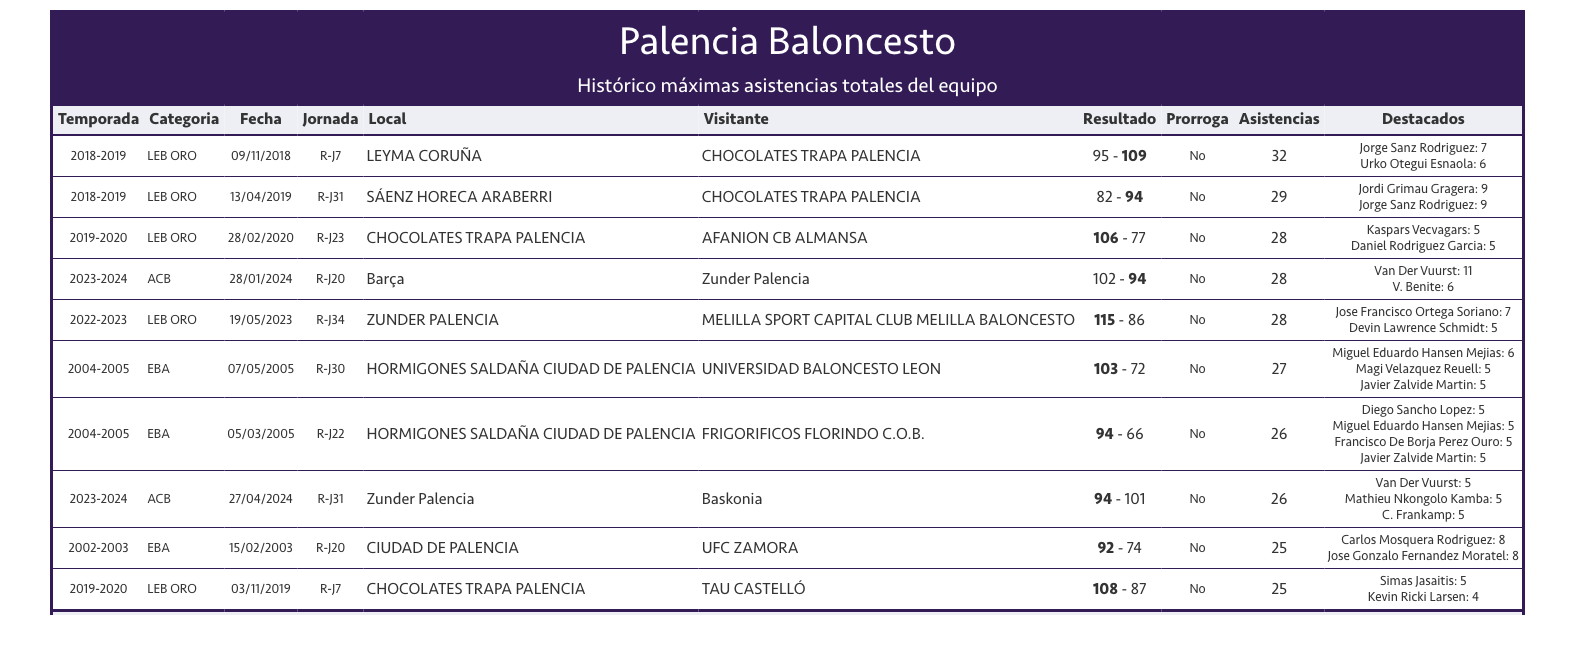 Palencia Baloncesto
Histórico máximas asistencias totales del equipo
Temporada Categoria Fecha Jornada Local Visitante Resultado Prorroga Asistencias Destacados
2018-2019 LEB ORO 09/11/2018 R-J7 LEYMA CORUÑA CHOCOLATES TRAPA PALENCIA 95 - 109 No 32 Jorge Sanz Rodriguez: 7
Urko Otegui Esnaola: 6
2018-2019 LEB ORO 13/04/2019 R-J31 SÁENZ HORECA ARABERRI CHOCOLATES TRAPA PALENCIA 82 - 94 No 29 Jordi Grimau Gragera: 9
Jorge Sanz Rodriguez: 9
2019-2020 LEB ORO 28/02/2020 R-J23 CHOCOLATES TRAPA PALENCIA AFANION CB ALMANSA 106 - 77 No 28 Kaspars Vecvagars: 5
Daniel Rodriguez Garcia: 5
2023-2024 ACB 28/01/2024 R-J20 Barça Zunder Palencia 102 - 94 No 28 Van Der Vuurst: 11
V. Benite: 6
2022-2023 LEB ORO 19/05/2023 R-J34 ZUNDER PALENCIA MELILLA SPORT CAPITAL CLUB MELILLA BALONCESTO 115 - 86 No 28 Jose Francisco Ortega Soriano: 7
Devin Lawrence Schmidt: 5
2004-2005 EBA 07/05/2005 R-J30 HORMIGONES SALDAÑA CIUDAD DE PALENCIA UNIVERSIDAD BALONCESTO LEON 103 - 72 No 27 Miguel Eduardo Hansen Mejias: 6
Magi Velazquez Reuell: 5
Javier Zalvide Martin: 5
2004-2005 EBA 05/03/2005 R-J22 HORMIGONES SALDAÑA CIUDAD DE PALENCIA FRIGORIFICOS FLORINDO C.O.B. 94 - 66 No 26 Diego Sancho Lopez: 5
Miguel Eduardo Hansen Mejias: 5
Francisco De Borja Perez Ouro: 5
Javier Zalvide Martin: 5
2023-2024 ACB 27/04/2024 R-J31 Zunder Palencia Baskonia 94 - 101 No 26 Van Der Vuurst: 5
Mathieu Nkongolo Kamba: 5
C. Frankamp: 5
2002-2003 EBA 15/02/2003 R-J20 CIUDAD DE PALENCIA UFC ZAMORA 92 - 74 No 25 Carlos Mosquera Rodriguez: 8
Jose Gonzalo Fernandez Moratel: 8
2019-2020 LEB ORO 03/11/2019 R-J7 CHOCOLATES TRAPA PALENCIA TAU CASTELLÓ 108 - 87 No 25 Simas Jasaitis: 5
Kevin Ricki Larsen: 4